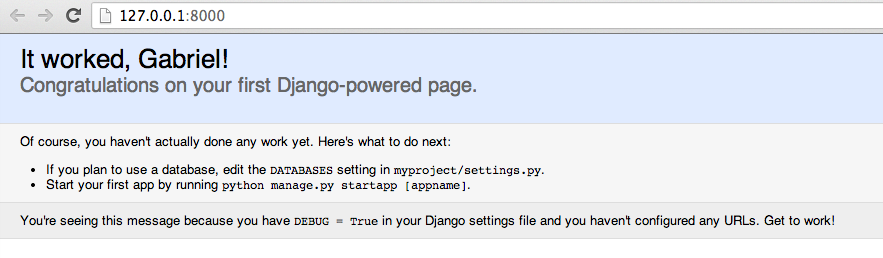 127.0.0.1:8000
It worked, Gabriel!
Congratulations on your first Django-powered page.
Of course, you haven't actually done any work yet. Here's what to do next:
• If you plan to use a database, edit the DATABASES setting in myproject/settings.py.
• Start your first app by running python manage.py startapp [appname].
You're seeing this message because you have DEBUG = True in your Django settings file and you haven't configured any URLs. Get to work!